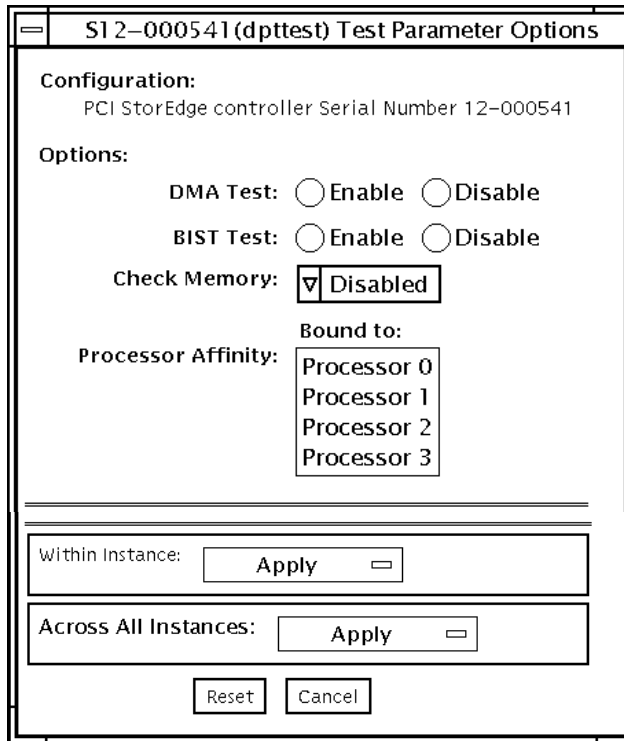 S12-000541(dpttest) Test Parameter Options
Configuration:
PCI StorEdge controller Serial Number 12-000541
Options:
DMA Test: Enable Disable
BIST Test: Enable Disable
Check Memory: Disabled
Bound to:
Processor Affinity:
Processor 0
Processor 1
Processor 2
Processor 3
Within Instance: Apply
Across All Instances: Apply
Reset Cancel